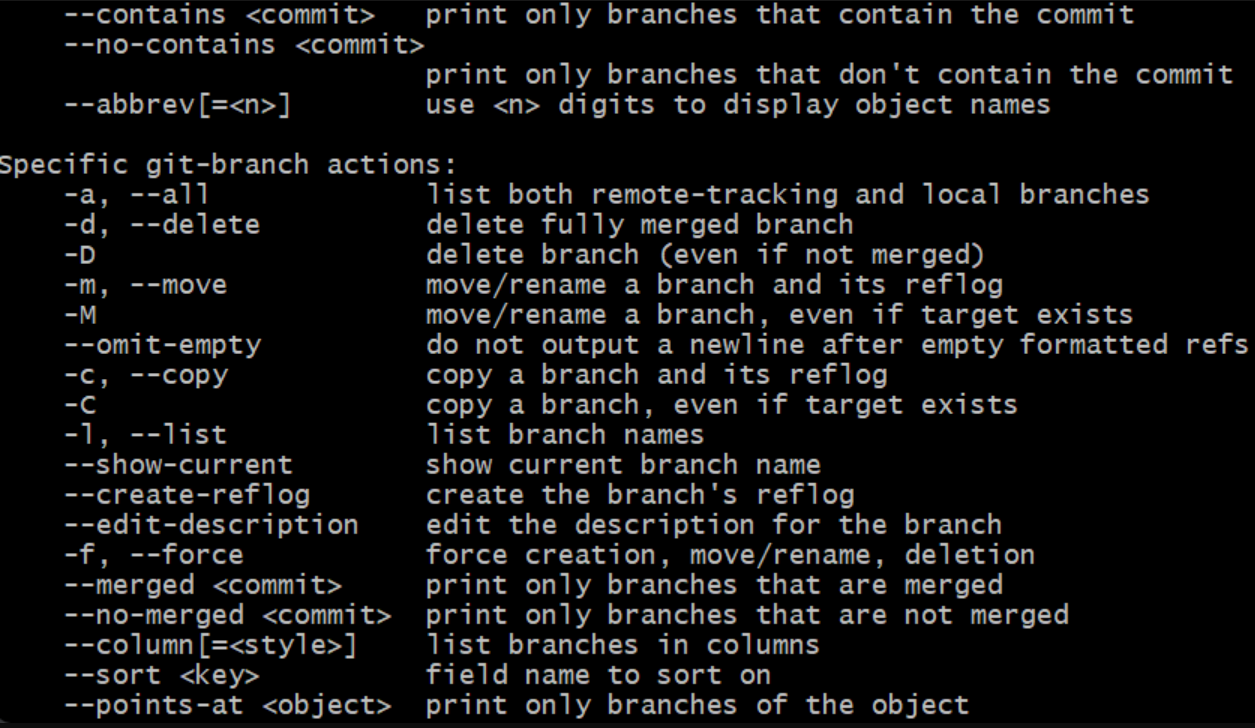 --contains <commit>   print only branches that contain the commit
--no-contains <commit>
print only branches that don't contain the commit
--abbrev[=<n>]        use <n> digits to display object names
Specific git-branch actions:
-a, --all             list both remote-tracking and local branches
-d, --delete          delete fully merged branch
-D                    delete branch (even if not merged)
-m, --move            move/rename a branch and its reflog
-M                    move/rename a branch, even if target exists
--omit-empty          do not output a newline after empty formatted refs
-c, --copy            copy a branch and its reflog
-C                    copy a branch, even if target exists
-l, --list            list branch names
--show-current        show current branch name
--create-reflog       create the branch's reflog
--edit-description    edit the description for the branch
-f, --force           force creation, move/rename, deletion
--merged <commit>     print only branches that are merged
--no-merged <commit>  print only branches that are not merged
--column[=<style>]    list branches in columns
--sort <key>          field name to sort on
--points-at <object>  print only branches of the object